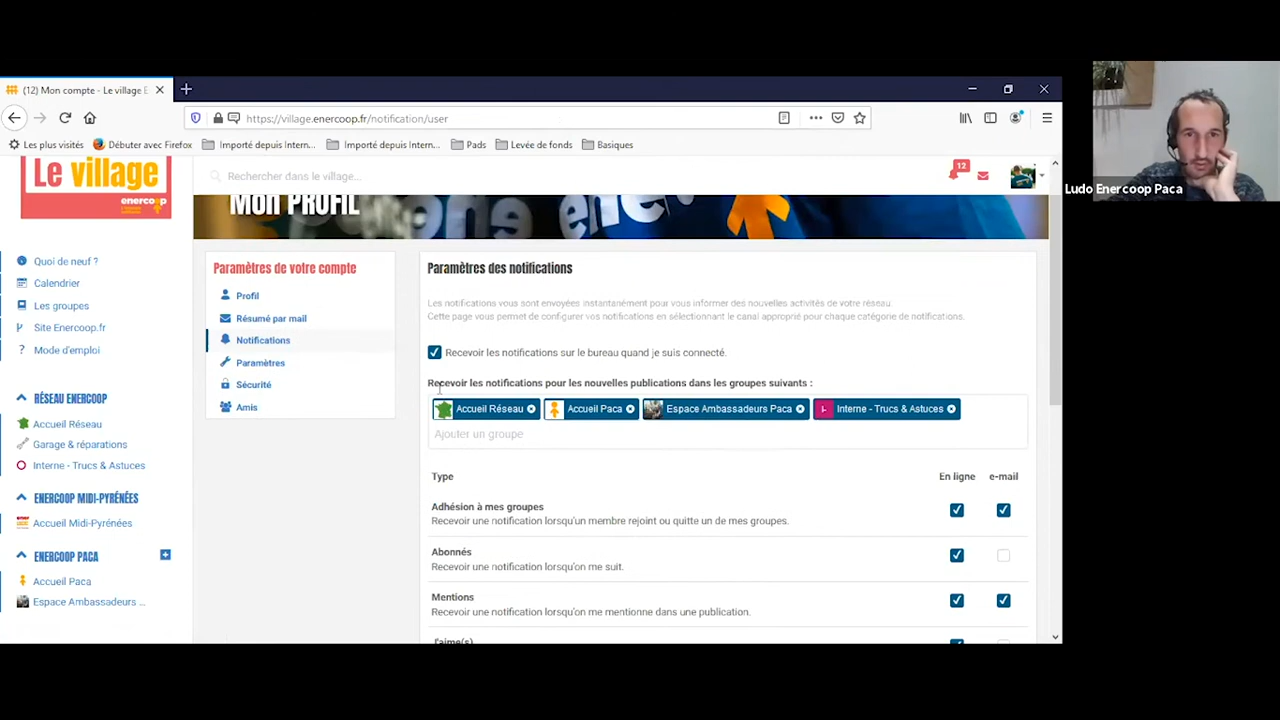 (12) Mon compte - Le village E
https://village.enercoop.fr/notification/user
Les plus visités
Débuter avec Firefox
Importé depuis Intern...
Importé depuis Intern...
Pads
Levée de fonds
Basiques
Le village
enercoop
Rechercher dans le village...
12
MON PROFIL
Quoi de neuf ?
Calendrier
Les groupes
Site Enercoop.fr
? Mode d'emploi
RÉSEAU ENERCOOP
Accueil Réseau
Garage & réparations
Interne - Trucs & Astuces
ENERCOOP MIDI-PYRÉNÉES
Accueil Midi-Pyrénées
ENERCOOP PACA
Accueil Paca
Espace Ambassadeurs ...
Paramètres de votre compte
Profil
Résumé par mail
Notifications
Paramètres
Sécurité
Amis
Paramètres des notifications
Les notifications vous sont envoyées instantanément pour vous informer des nouvelles activités de votre réseau
Cette page vous permet de configurer vos notifications en sélectionnant le canal approprié pour chaque catégorie de notifications.
Recevoir les notifications sur le bureau quand je suis connecté.
Recevoir les notifications pour les nouvelles publications dans les groupes suivants :
Accueil Réseau
Accueil Paca
Espace Ambassadeurs Paca
I- Interne - Trucs & Astuces
Ajouter un groupe
Type En ligne e-mail
Adhésion à mes groupes
Recevoir une notification lorsqu'un membre rejoint ou quitte un de mes groupes.
Abonnés
Recevoir une notification lorsqu'on me suit.
Mentions
Recevoir une notification lorsqu'on me mentionne dans une publication.
J'aime(s)
Ludo Enercoop Paca